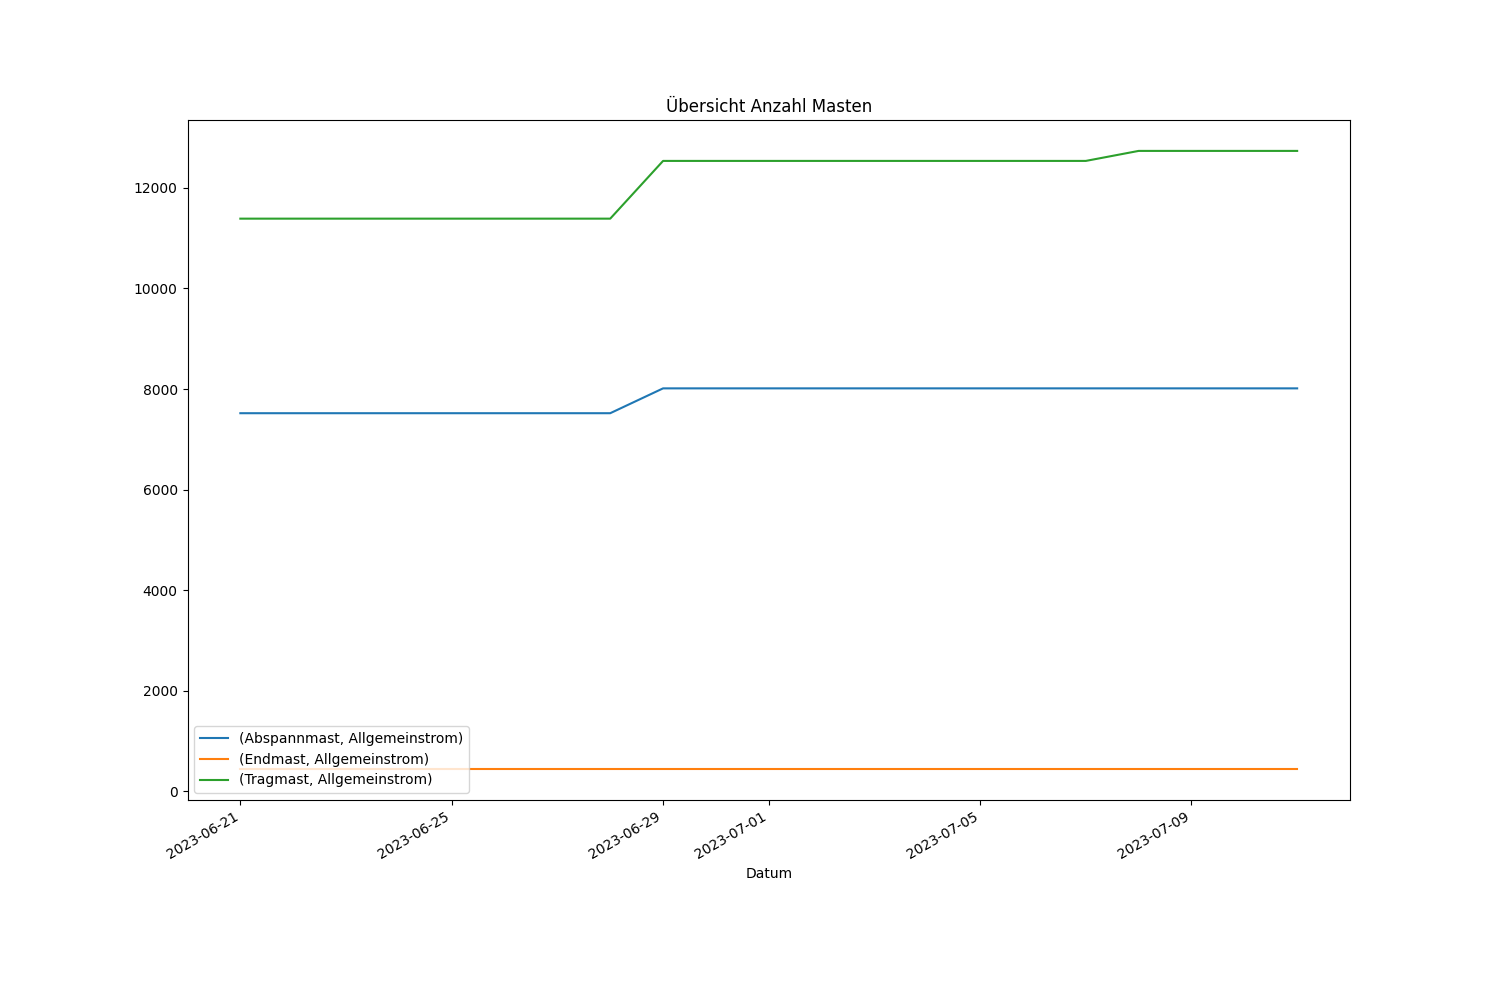 Übersicht Anzahl Masten
12000
10000
8000
6000
4000
2000
0
(Abspannmast, Allgemeinstrom)
(Endmast, Allgemeinstrom)
(Tragmast, Allgemeinstrom)
2023-06-21
2023-06-25
2023-06-29
2023-07-01
2023-07-05
2023-07-09
Datum